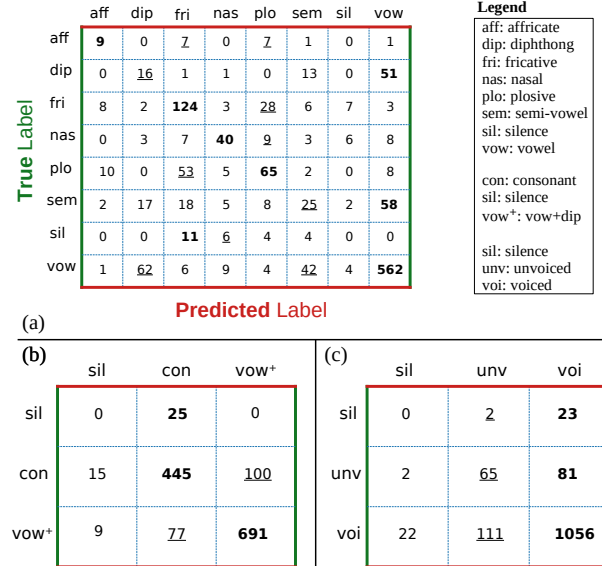 aff dip fri nas plo sem sil vow
aff 9 0 7 0 7 1 0 1
dip 0 16 1 1 0 13 0 51
fri 8 2 124 3 28 6 7 3
nas 0 3 7 40 9 3 6 8
plo 10 0 53 5 65 2 0 8
sem 2 17 18 5 8 25 2 58
sil 0 0 11 6 4 4 0 0
vow 1 62 6 9 4 42 4 562
True Label
Predicted Label
(a)
Legend
aff: affricate
dip: diphthong
fri: fricative
nas: nasal
plo: plosive
sem: semi-vowel
sil: silence
vow: vowel
con: consonant
sil: silence
vow⁺: vow+dip
sil: silence
unv: unvoiced
voi: voiced
(b)
sil con vow⁺
sil 0 25 0
con 15 445 100
vow⁺ 9 77 691
(c)
sil unv voi
sil 0 2 23
unv 2 65 81
voi 22 111 1056